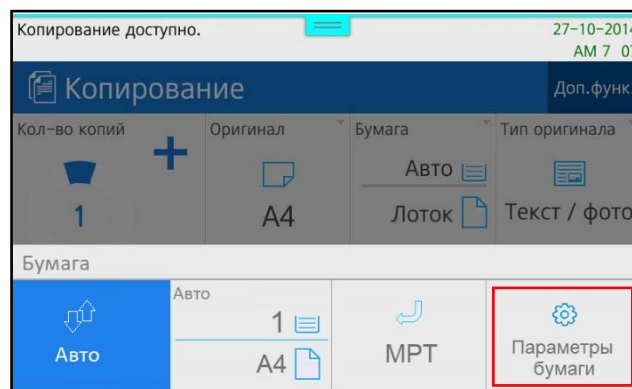 Копирование доступно.
27-10-2014
AM 7 07
Копирование
Доп.функ.
Кол-во копий
Оригинал
Бумага
Тип оригинала
1
A4
Авто
Лоток
Текст / фото
Бумага
Авто
Авто
1
A4
MPT
Параметры
бумаги